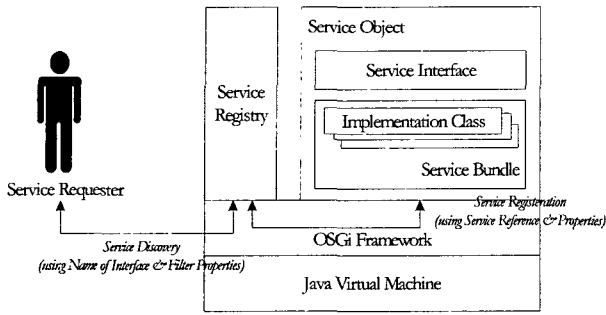 Service Object
Service Interface
Service
Registry
Implementation Class
Service Bundle
Service Requester
Service Registeration
(using Service Reference & Properties)
Service Discovery
(using Name of Interface & Filter Properties)
OSGi Framework
Java Virtual Machine